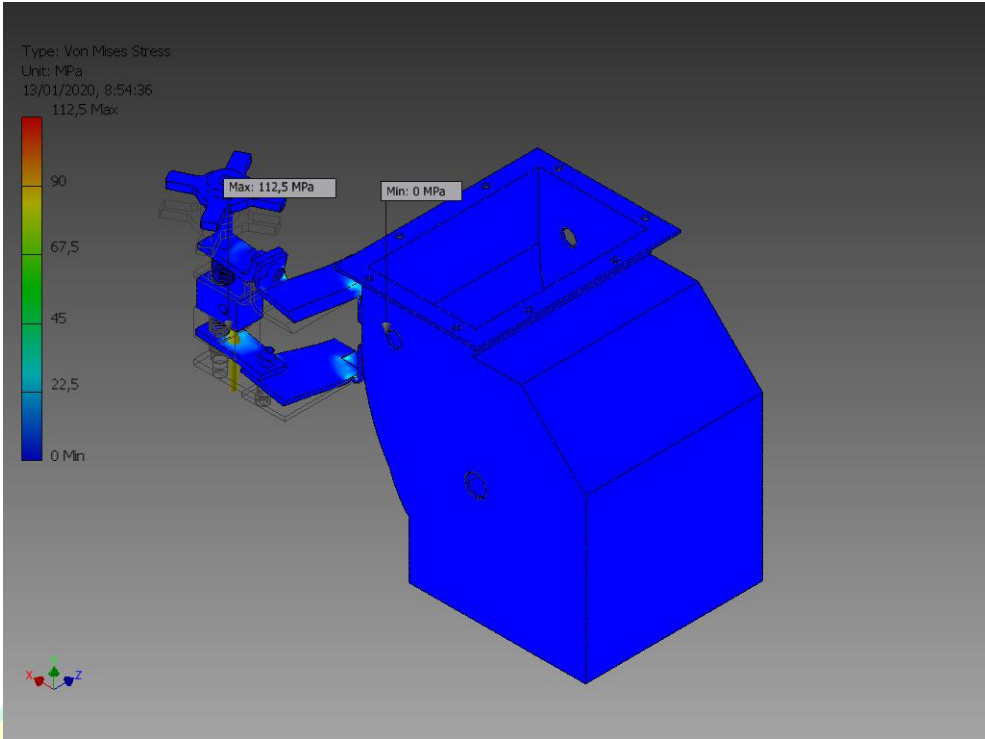 Type: Von Mises Stress
Unit: MPa
13/01/2020, 8:54:36
112,5 Max
90
67,5
45
22,5
0 Min
Max: 112,5 MPa
Min: 0 MPa
X
Z